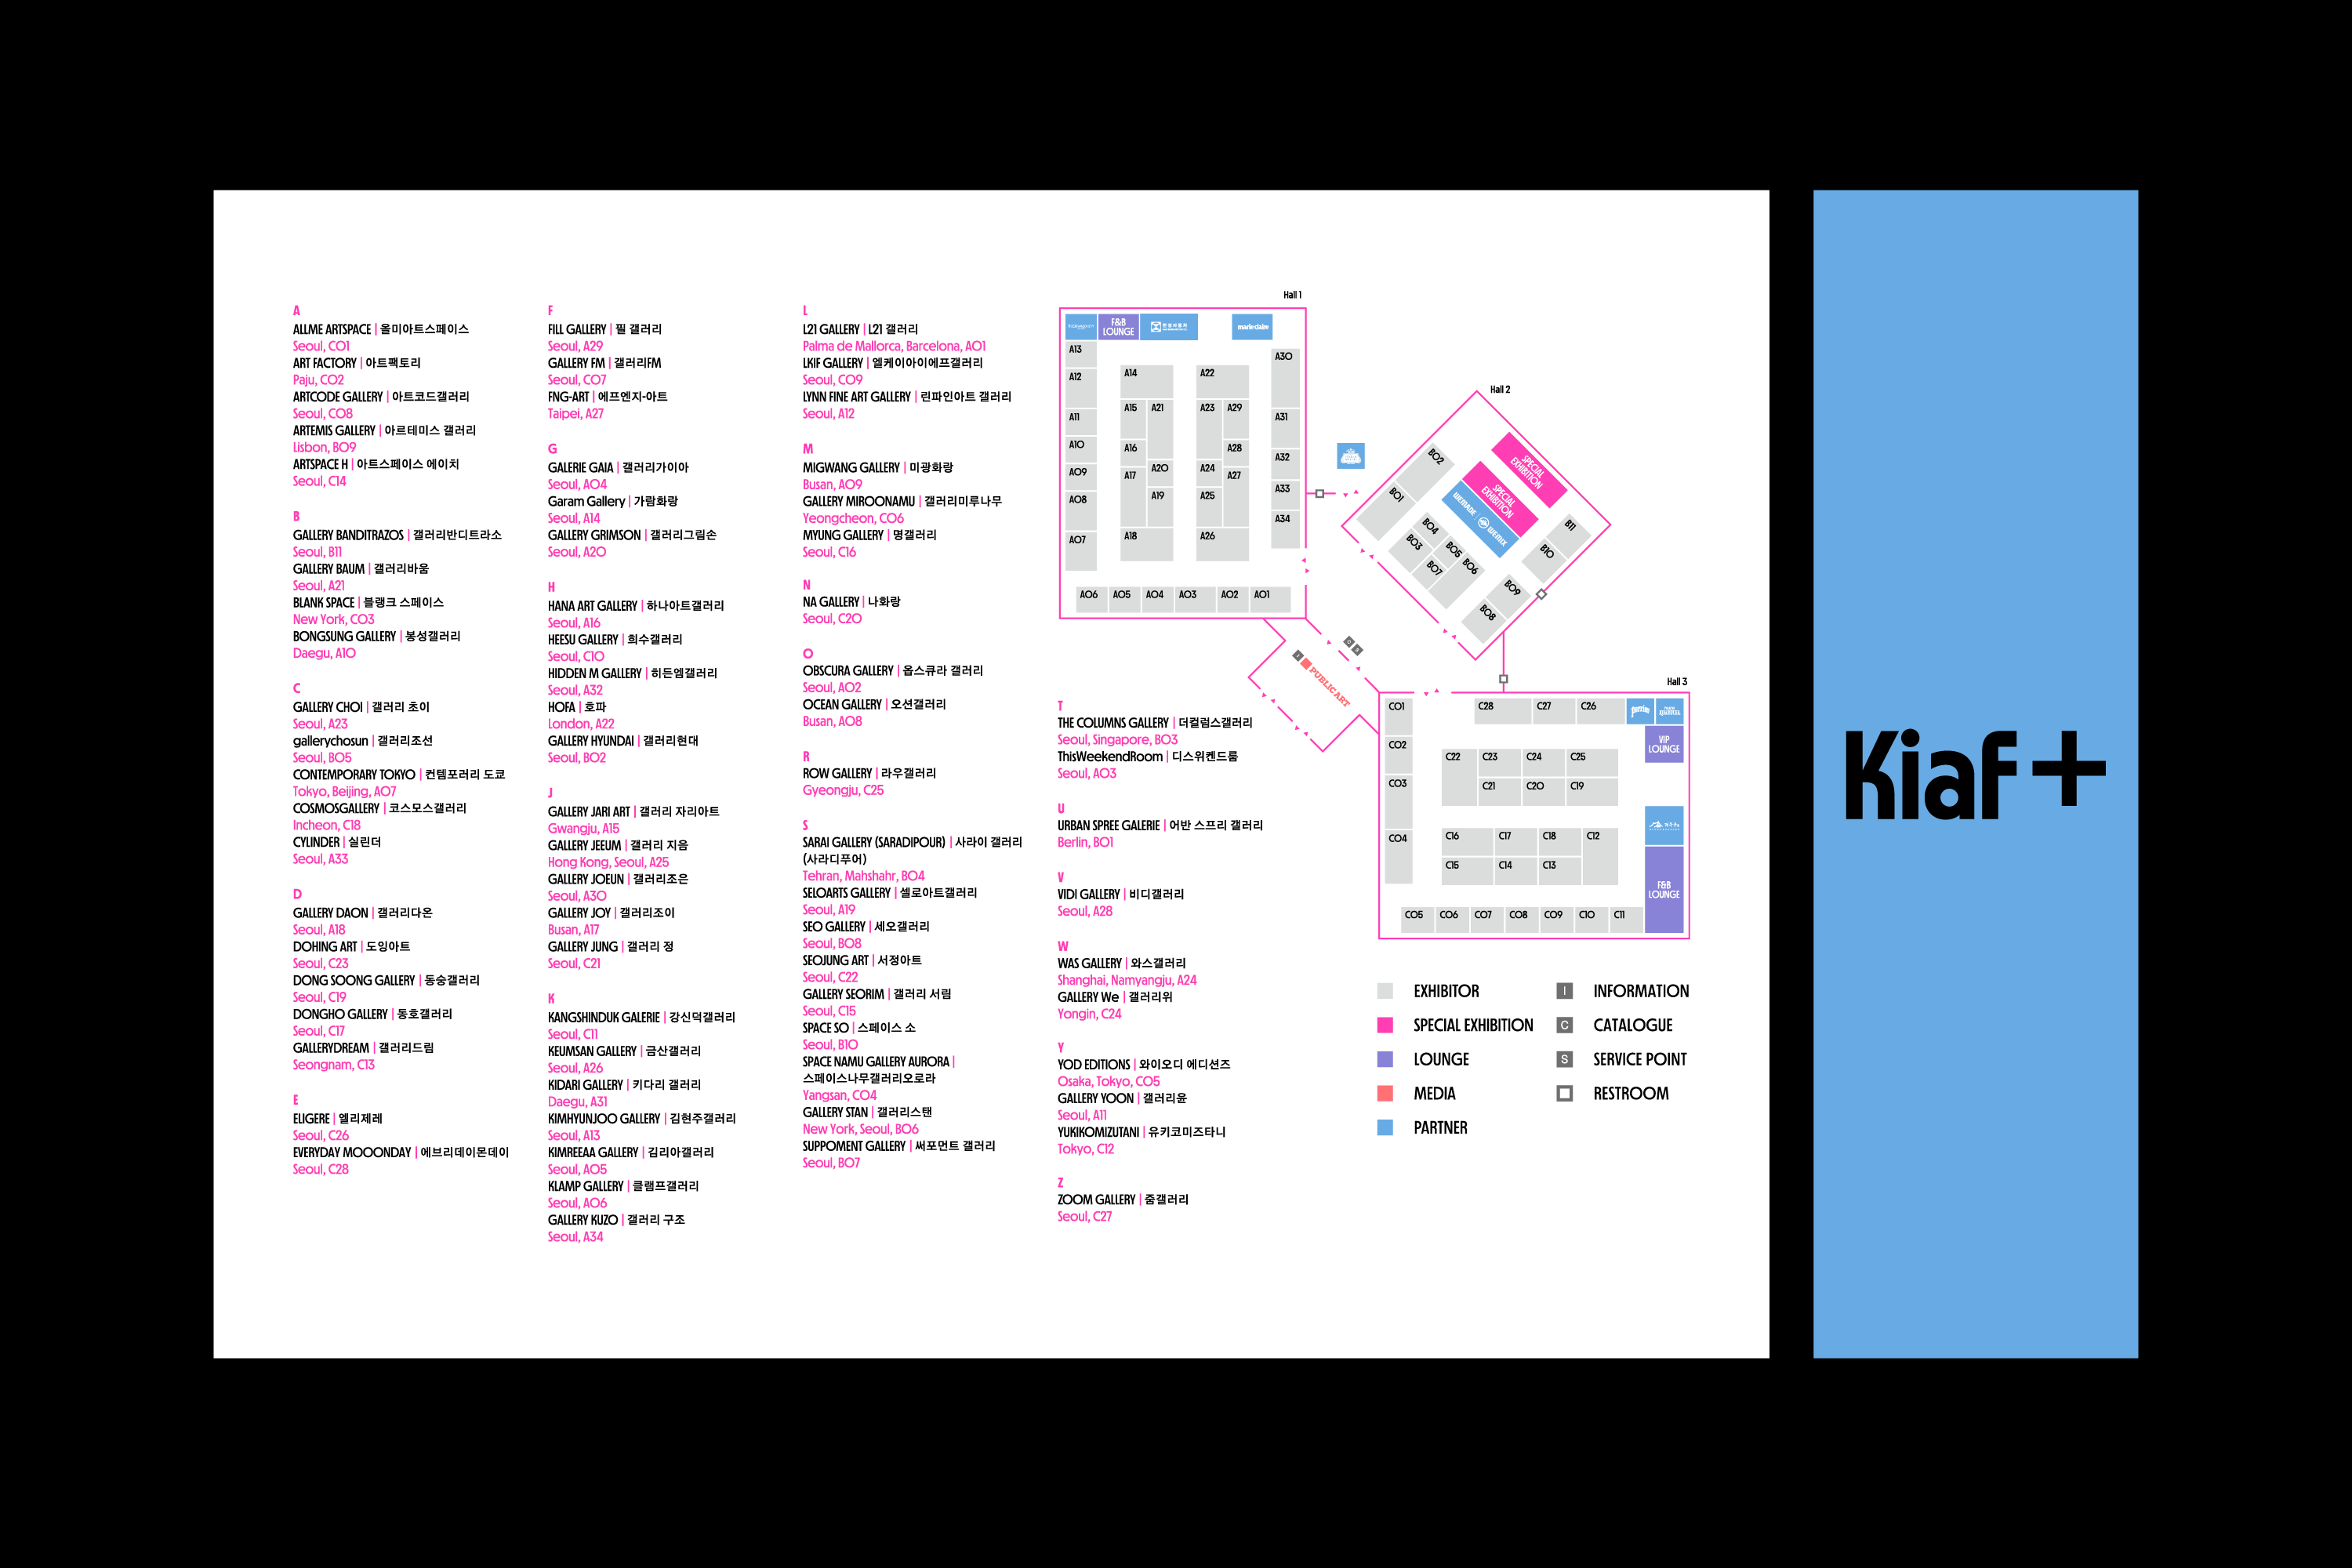 A
ALLME ARTSPACE | 올미아트스페이스
Seoul, C01
ART FACTORY | 아트팩토리
Paju, C02
ARTCODE GALLERY | 아트코드갤러리
Seoul, C08
ARTEMIS GALLERY | 아르테미스 갤러리
Lisbon, B09
ARTSPACE H | 아트스페이스 에이치
Seoul, C14
B
GALLERY BANDITRAZOS | 갤러리반디트라소
Seoul, B11
GALLERY BAUM | 갤러리바움
Seoul, A21
BLANK SPACE | 블랭크 스페이스
New York, C03
BONGSUNG GALLERY | 봉성갤러리
Daegu, A10
C
GALLERY CHOI | 갤러리 초이
Seoul, A23
gallerychosun | 갤러리조선
Seoul, B05
CONTEMPORARY TOKYO | 컨템포러리 도쿄
Tokyo, Beijing, A07
COSMOSGALLERY | 코스모스갤러리
Incheon, C18
CYLINDER | 실린더
Seoul, A33
D
GALLERY DAON | 갤러리다온
Seoul, A18
DOHING ART | 도잉아트
Seoul, C23
DONG SOONG GALLERY | 동숭갤러리
Seoul, C19
DONGHO GALLERY | 동호갤러리
Seoul, C17
GALLERYDREAM | 갤러리드림
Seongnam, C13
E
ELIGERE | 엘리제레
Seoul, C26
EVERYDAY MOOONDAY | 에브리데이몬데이
Seoul, C28
F
FILL GALLERY | 필 갤러리
Seoul, A29
GALLERY FM | 갤러리FM
Seoul, C07
FNG-ART | 에프엔지-아트
Taipei, A27
G
GALERIE GAIA | 갤러리가이아
Seoul, A04
Garam Gallery | 가람화랑
Seoul, A14
GALLERY GRIMSON | 갤러리그림손
Seoul, A20
H
HANA ART GALLERY | 하나아트갤러리
Seoul, A16
HEESU GALLERY | 희수갤러리
Seoul, C10
HIDDEN M GALLERY | 히든엠갤러리
Seoul, A32
HOFA | 호파
London, A22
GALLERY HYUNDAI | 갤러리현대
Seoul, B02
J
GALLERY JARI ART | 갤러리 자리아트
Gwangju, A15
GALLERY JEEUM | 갤러리 지음
Hong Kong, Seoul, A25
GALLERY JOEUN | 갤러리조은
Seoul, A30
GALLERY JOY | 갤러리조이
Busan, A17
GALLERY JUNG | 갤러리 정
Seoul, C21
K
KANGSHINDUK GALERIE | 강신덕갤러리
Seoul, C11
KEUMSAN GALLERY | 금산갤러리
Seoul, A26
KIDARI GALLERY | 키다리 갤러리
Daegu, A31
KIMHYUNJOO GALLERY | 김현주갤러리
Seoul, A13
KIMREEAA GALLERY | 김리아갤러리
Seoul, A05
KLAMP GALLERY | 클램프갤러리
Seoul, A06
GALLERY KUZO | 갤러리 구조
Seoul, A34
L
L21 GALLERY | L21 갤러리
Palma de Mallorca, Barcelona, A01
LKIF GALLERY | 엘케이아이에프갤러리
Seoul, C09
LYNN FINE ART GALLERY | 린파인아트 갤러리
Seoul, A12
M
MIGWANG GALLERY | 미광화랑
Busan, A09
GALLERY MIROONAMU | 갤러리미루나무
Yeongcheon, C06
MYUNG GALLERY | 명갤러리
Seoul, C16
N
NA GALLERY | 나화랑
Seoul, C20
O
OBSCURA GALLERY | 옵스큐라 갤러리
Seoul, A02
OCEAN GALLERY | 오션갤러리
Busan, A08
R
ROW GALLERY | 라우갤러리
Gyeongju, C25
S
SARAI GALLERY (SARADIPOUR) | 사라이 갤러리
(사라디푸어)
Tehran, Mahshahr, B04
SELOARTS GALLERY | 셀로아트갤러리
Seoul, A19
SEO GALLERY | 세오갤러리
Seoul, B08
SEOJUNG ART | 서정아트
Seoul, C22
GALLERY SEORIM | 갤러리 서림
Seoul, C15
SPACE SO | 스페이스 소
Seoul, B10
SPACE NAMU GALLERY AURORA |
스페이스나무갤러리오로라
Yangsan, C04
GALLERY STAN | 갤러리스탠
New York, Seoul, B06
SUPPOMENT GALLERY | 써포먼트 갤러리
Seoul, B07
T
THE COLUMNS GALLERY | 더컬럼스갤러리
Seoul, Singapore, B03
ThisWeekendRoom | 디스위켄드룸
Seoul, A03
U
URBAN SPREE GALERIE | 어반 스프리 갤러리
Berlin, B01
V
VIDI GALLERY | 비디갤러리
Seoul, A28
W
WAS GALLERY | 와스갤러리
Shanghai, Namyangju, A24
GALLERY We | 갤러리위
Yongin, C24
Y
YOD EDITIONS | 와이오디 에디션즈
Osaka, Tokyo, C05
GALLERY YOON | 갤러리윤
Seoul, A11
YUKIKOMIZUTANI | 유키코미즈타니
Tokyo, C12
Z
ZOOM GALLERY | 줌갤러리
Seoul, C27
Hall 1
F&B
LOUNGE
marie claire
A13
A30
A12
A14
A22
A11
A15
A21
A23
A29
A31
A10
A16
A28
A32
A09
A17
A20
A24
A27
A08
A19
A25
A33
A34
A07
A18
A26
A06
A05
A04
A03
A02
A01
Hall 2
SPECIAL
EXHIBITION
SPECIAL
EXHIBITION
WEMADE
WEMIX
B02
B01
B04
B03
B05
B06
B07
B11
B10
B09
B08
PUBLIC ART
Hall 3
C01
C28
C27
C26
perrier
VIP
LOUNGE
C02
C22
C23
C24
C25
C03
C21
C20
C19
C04
C16
C17
C18
C12
C15
C14
C13
F&B
LOUNGE
C05
C06
C07
C08
C09
C10
C11
EXHIBITOR
SPECIAL EXHIBITION
LOUNGE
MEDIA
PARTNER
I INFORMATION
C CATALOGUE
S SERVICE POINT
RESTROOM
Kiaf+